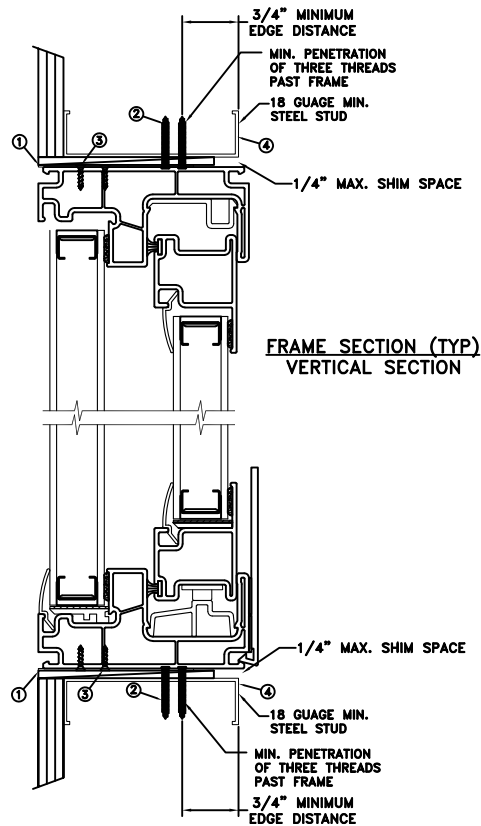 3/4" MINIMUM
EDGE DISTANCE
MIN. PENETRATION
OF THREE THREADS
PAST FRAME
2
18 GUAGE MIN.
STEEL STUD
1
3
4
1/4" MAX. SHIM SPACE
FRAME SECTION (TYP)
VERTICAL SECTION
1/4" MAX. SHIM SPACE
1
3
2
4
18 GUAGE MIN.
STEEL STUD
MIN. PENETRATION
OF THREE THREADS
PAST FRAME
3/4" MINIMUM
EDGE DISTANCE